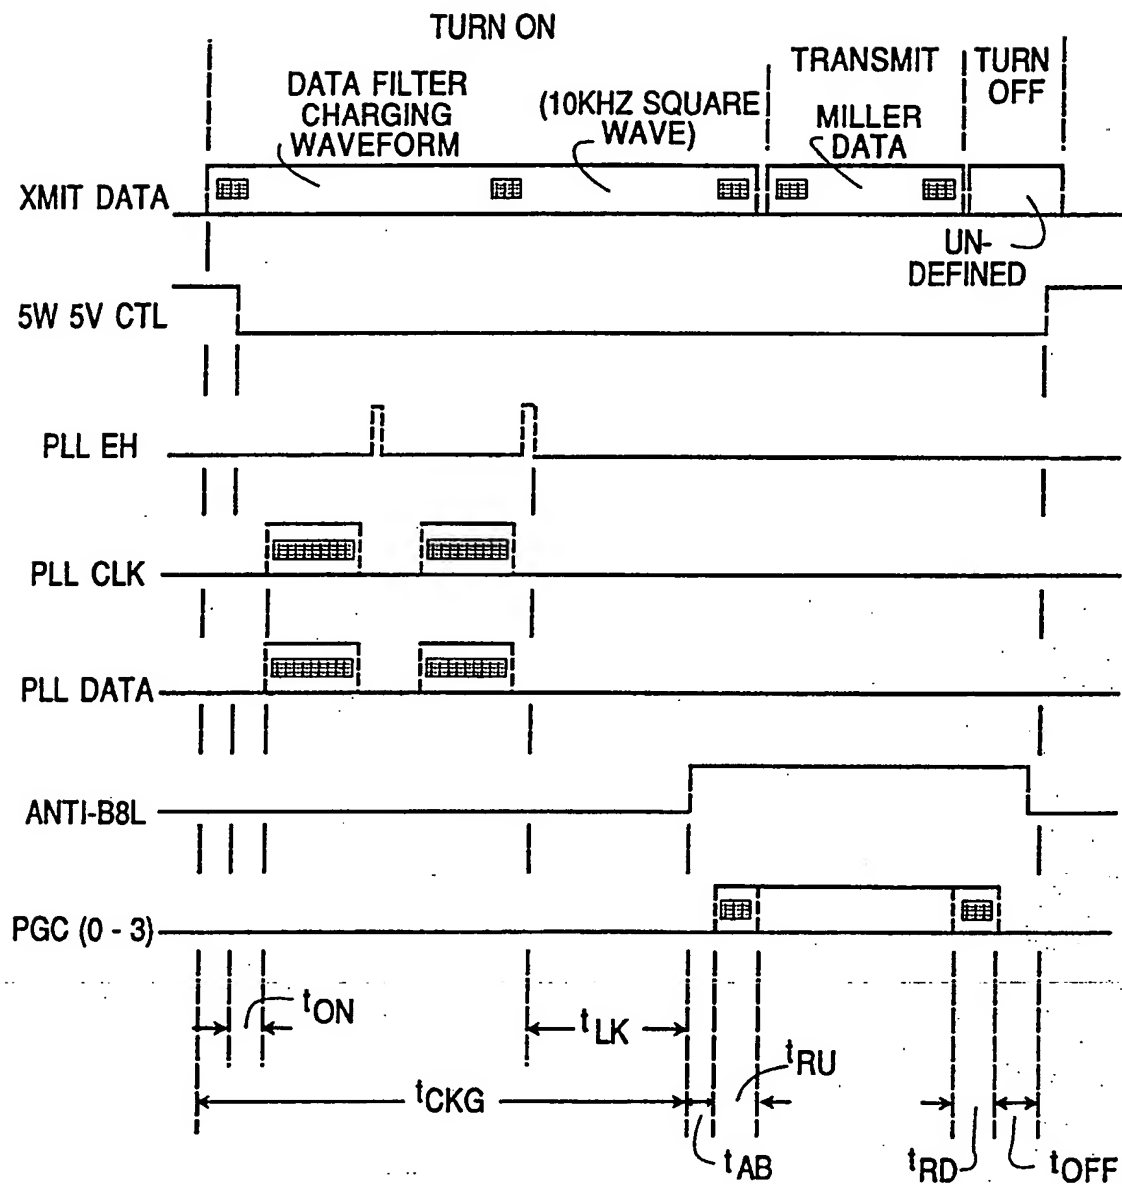 TURN ON
TRANSMIT
TURN
OFF
DATA FILTER
CHARGING
WAVEFORM
(10KHZ SQUARE
WAVE)
MILLER
DATA
XMIT DATA
UN-
DEFINED
5W 5V CTL
PLL EH
PLL CLK
PLL DATA
ANTI-B8L
PGC (0 - 3)
tON
tLK
tRU
tCKG
tAB
tRD
tOFF